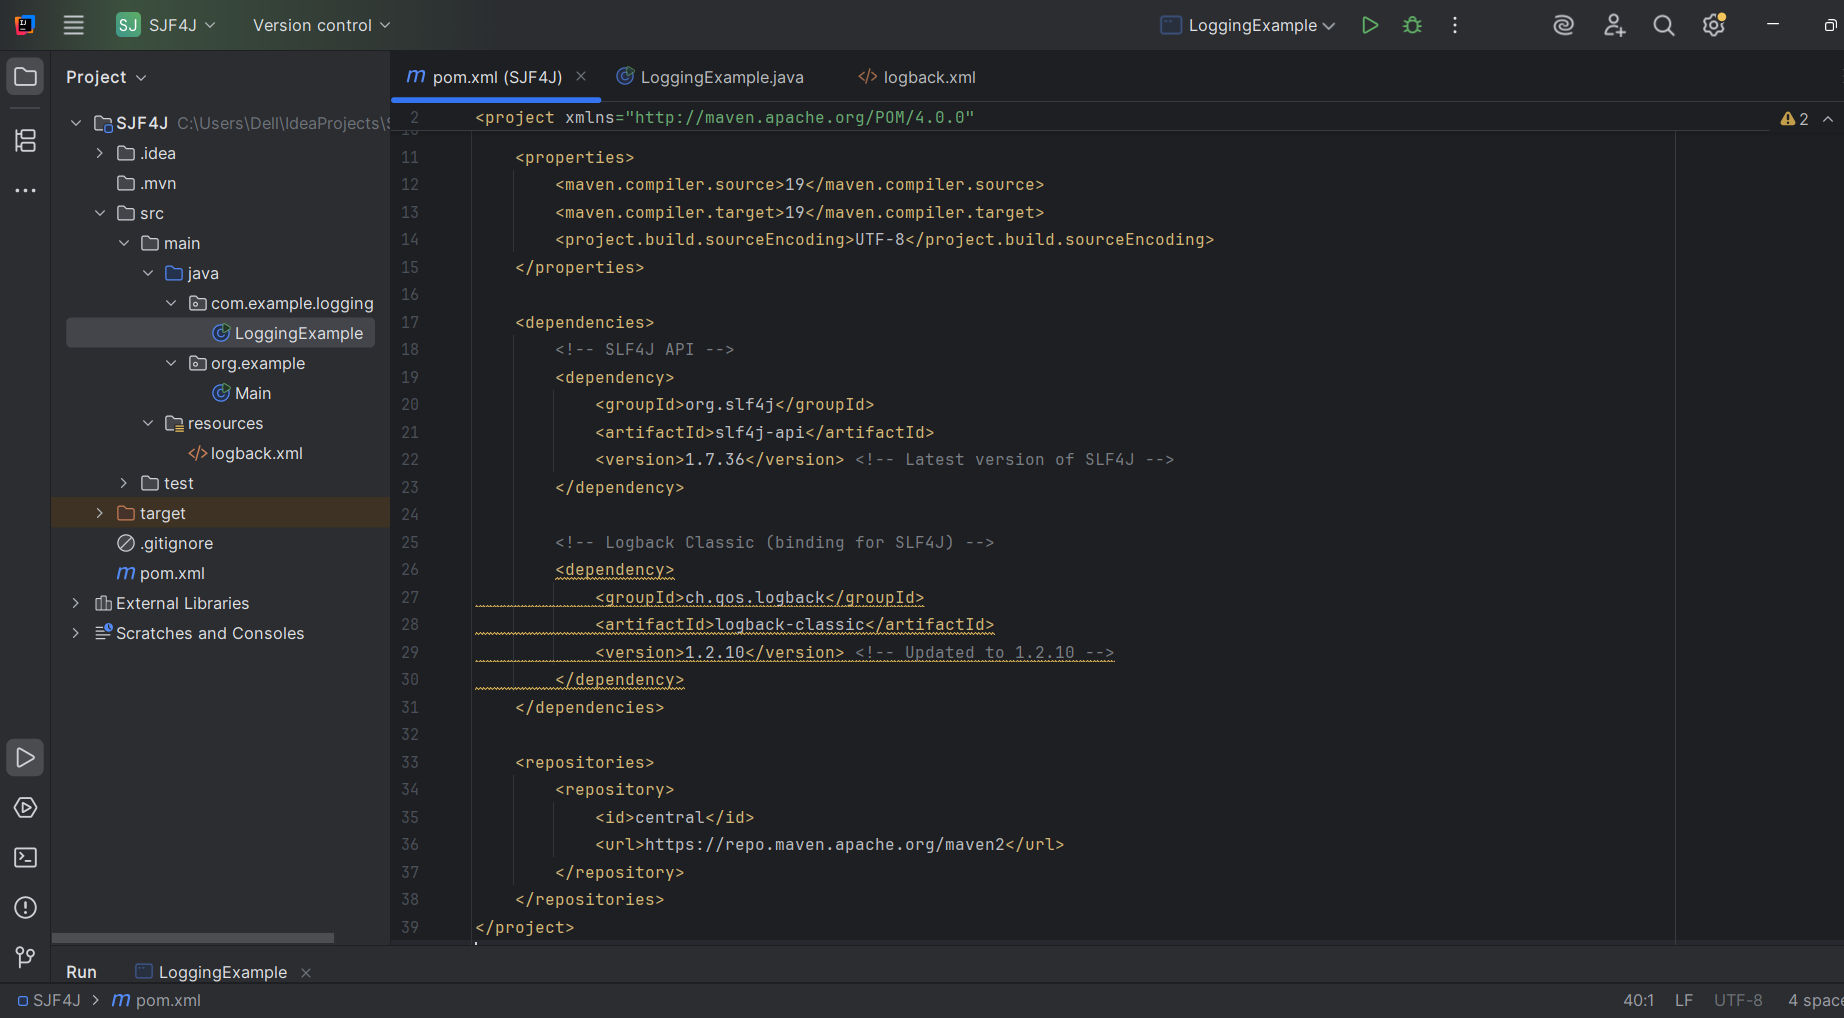 SJ SJF4J Version control LoggingExample
Project
pom.xml (SJF4J) LoggingExample.java logback.xml
SJF4J C:\Users\Dell\IdeaProjects\
.idea
.mvn
src
main
java
com.example.logging
LoggingExample
org.example
Main
resources
logback.xml
test
target
.gitignore
m pom.xml
External Libraries
Scratches and Consoles
2 <project xmlns="http://maven.apache.org/POM/4.0.0"
2
11 <properties>
12 <maven.compiler.source>19</maven.compiler.source>
13 <maven.compiler.target>19</maven.compiler.target>
14 <project.build.sourceEncoding>UTF-8</project.build.sourceEncoding>
15 </properties>
16
17 <dependencies>
18 <!-- SLF4J API -->
19 <dependency>
20 <groupId>org.slf4j</groupId>
21 <artifactId>slf4j-api</artifactId>
22 <version>1.7.36</version> <!-- Latest version of SLF4J -->
23 </dependency>
24
25 <!-- Logback Classic (binding for SLF4J) -->
26 <dependency>
27 <groupId>ch.qos.logback</groupId>
28 <artifactId>logback-classic</artifactId>
29 <version>1.2.10</version> <!-- Updated to 1.2.10 -->
30 </dependency>
31 </dependencies>
32
33 <repositories>
34 <repository>
35 <id>central</id>
36 <url>https://repo.maven.apache.org/maven2</url>
37 </repository>
38 </repositories>
39 </project>
Run LoggingExample
SJF4J m pom.xml 40:1 LF UTF-8 4 space